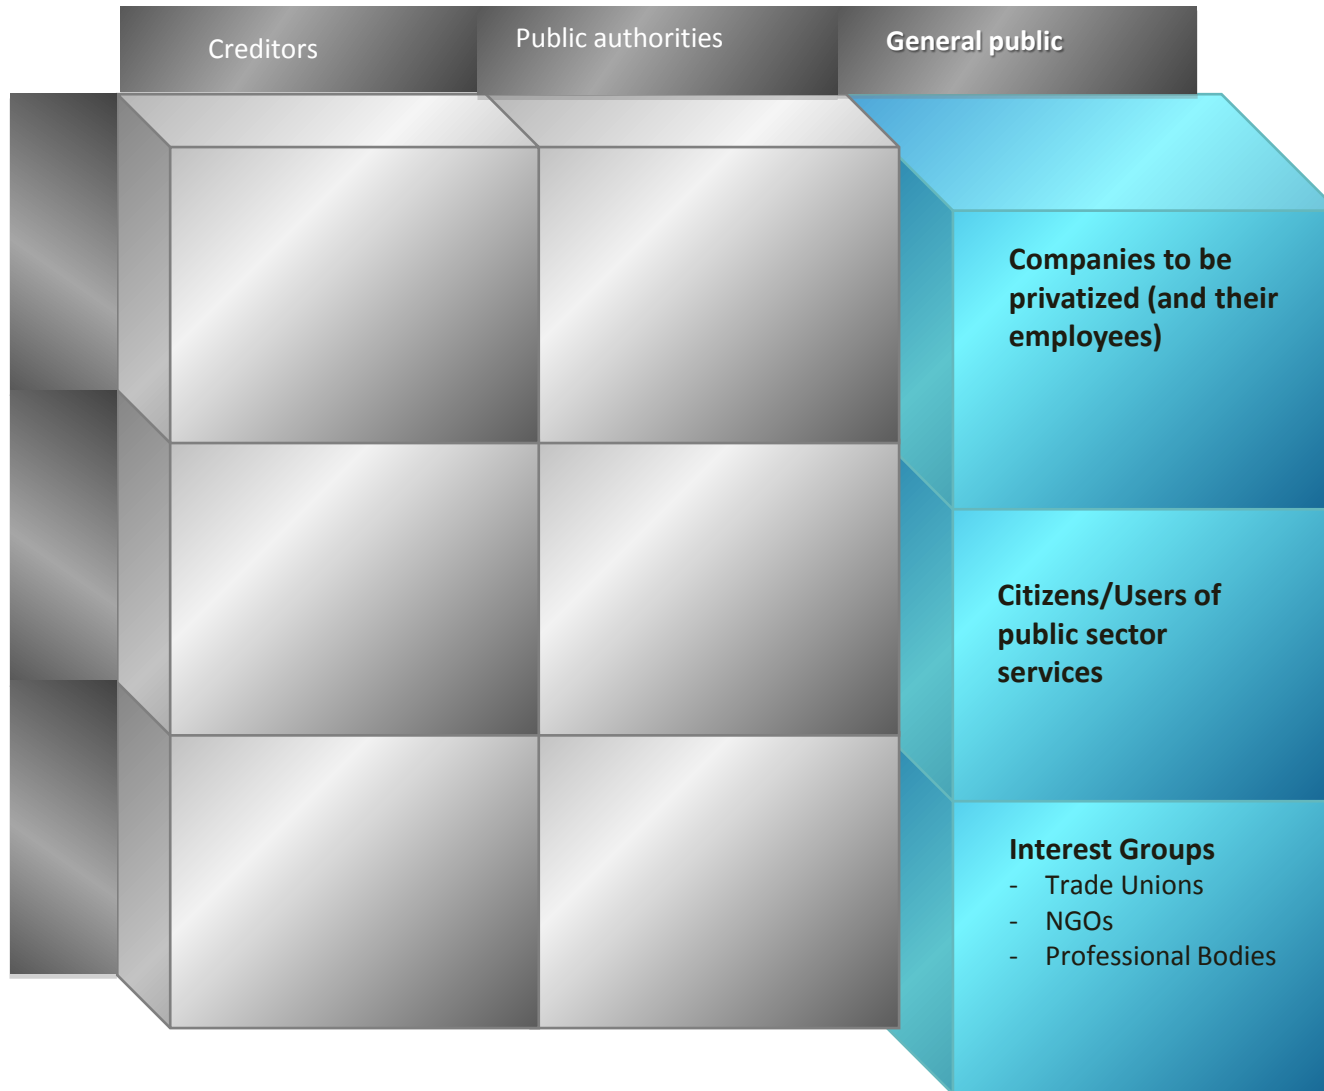 Creditors
Public authorities
General public
Companies to be
privatized (and their
employees)
Citizens/Users of
public sector
services
Interest Groups
- Trade Unions
- NGOs
- Professional Bodies